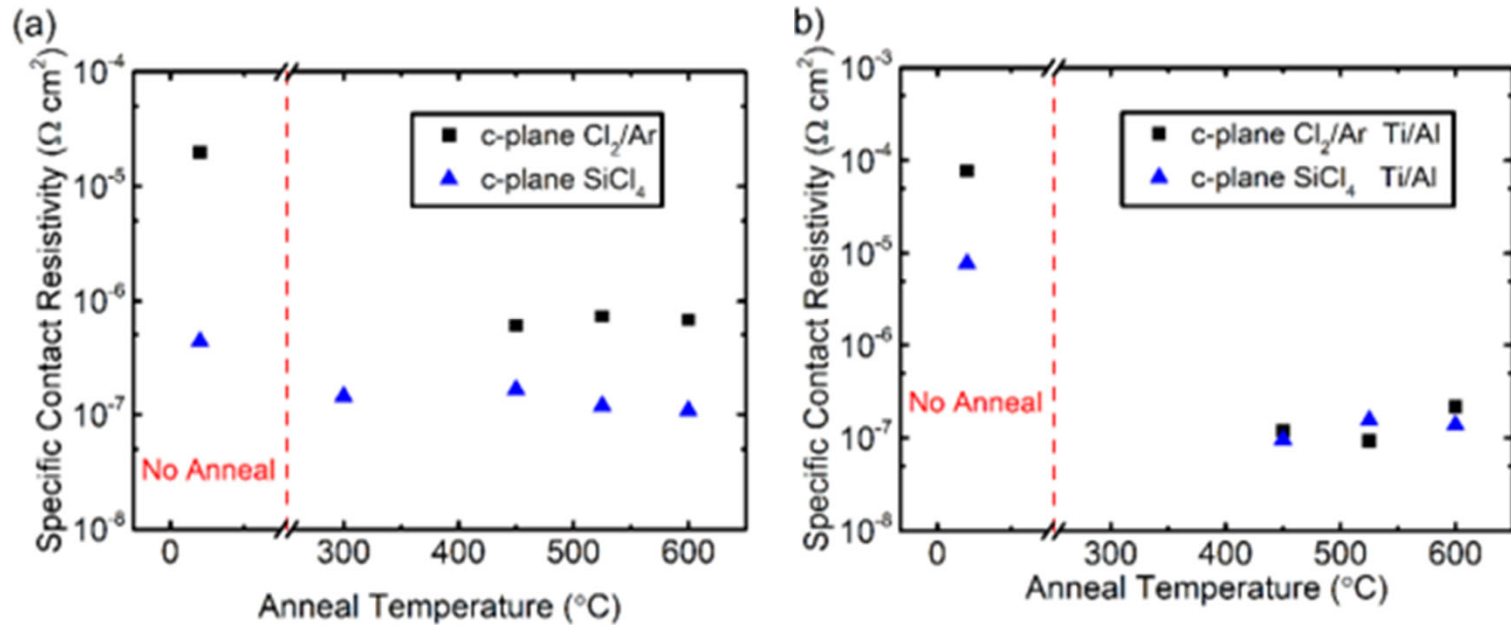 (a)
Specific Contact Resistivity (Ω cm²)
10⁻⁴
10⁻⁵
10⁻⁶
10⁻⁷
10⁻⁸
c-plane Cl₂/Ar
c-plane SiCl₄
No Anneal
0 300 400 500 600
Anneal Temperature (°C)
b)
Specific Contact Resistivity (Ω cm²)
10⁻³
10⁻⁴
10⁻⁵
10⁻⁶
10⁻⁷
10⁻⁸
c-plane Cl₂/Ar Ti/Al
c-plane SiCl₄ Ti/Al
No Anneal
0 300 400 500 600
Anneal Temperature (°C)